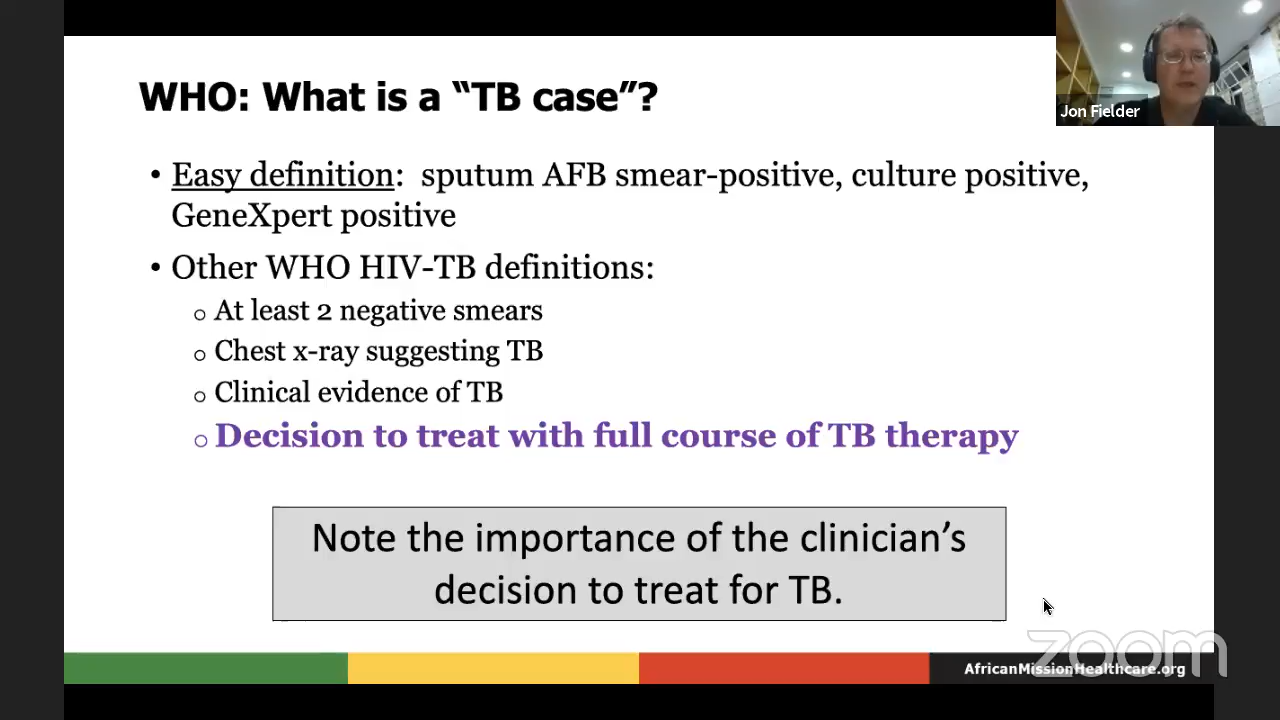 WHO: What is a “TB case”?
Jon Fielder
• Easy definition: sputum AFB smear-positive, culture positive,
GeneXpert positive
• Other WHO HIV-TB definitions:
o At least 2 negative smears
o Chest x-ray suggesting TB
o Clinical evidence of TB
o Decision to treat with full course of TB therapy
Note the importance of the clinician’s
decision to treat for TB.
zoom
AfricanMissionHealthcare.org